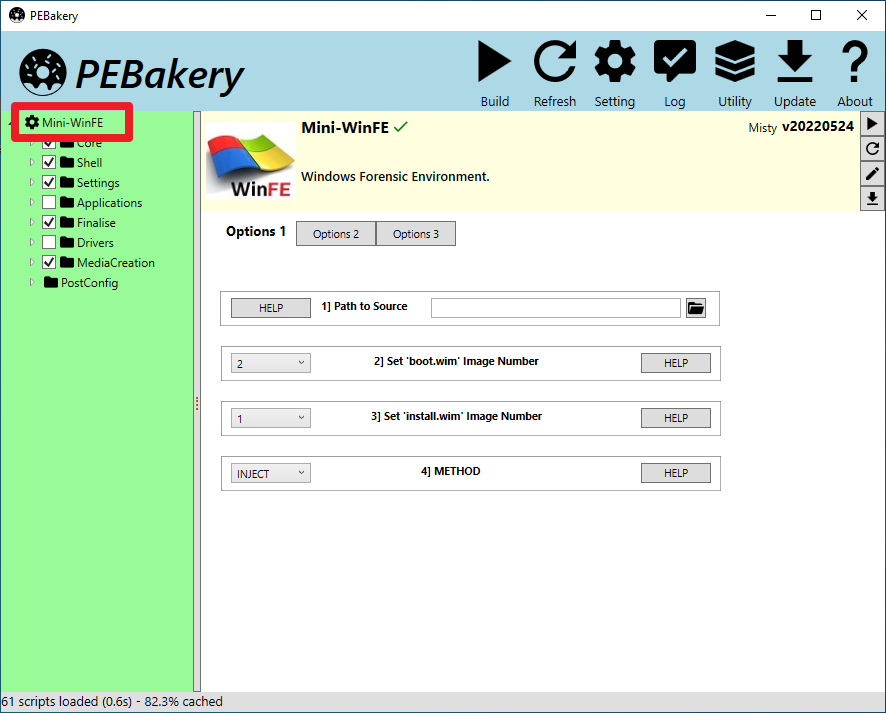 PEBakery
PEBakery
Build Refresh Setting Log Utility Update About
Mini-WinFE
Core
Shell
Settings
Applications
Finalise
Drivers
MediaCreation
PostConfig
WinFE
Mini-WinFE
Misty v20220524
Windows Forensic Environment.
Options 1 Options 2 Options 3
HELP 1] Path to Source
2 2] Set 'boot.wim' Image Number HELP
1 3] Set 'install.wim' Image Number HELP
INJECT 4] METHOD HELP
61 scripts loaded (0.6s) - 82.3% cached